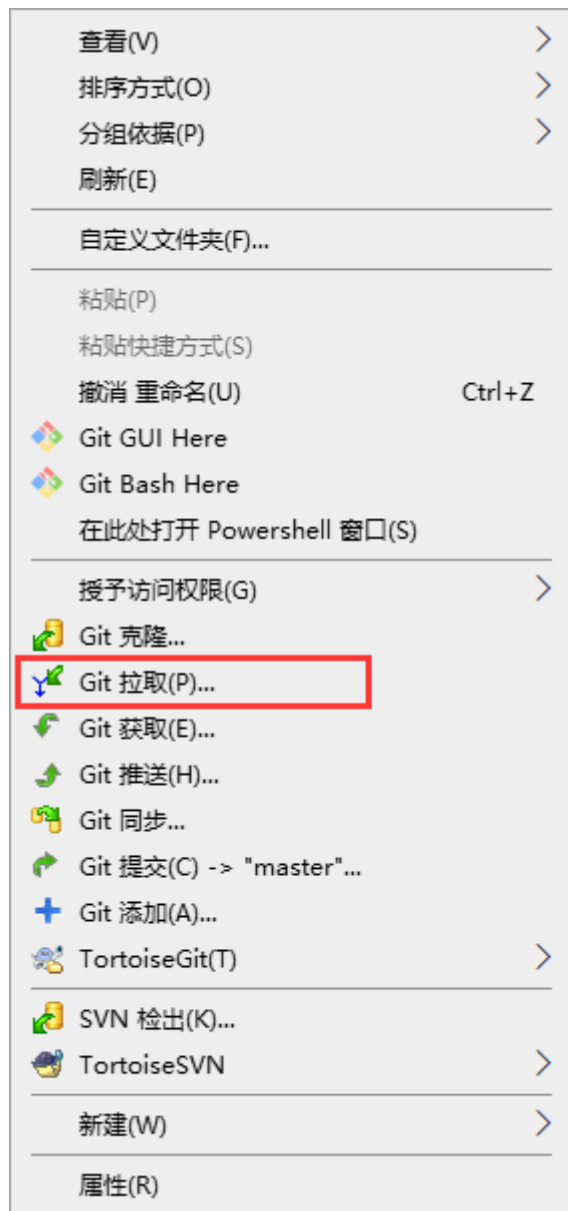 查看(V)
排序方式(O)
分组依据(P)
刷新(E)
自定义文件夹(F)...
粘贴(P)
粘贴快捷方式(S)
撤消 重命名(U) Ctrl+Z
Git GUI Here
Git Bash Here
在此处打开 Powershell 窗口(S)
授予访问权限(G)
Git 克隆...
Git 拉取(P)...
Git 获取(E)...
Git 推送(H)...
Git 同步...
Git 提交(C) -> "master"...
Git 添加(A)...
TortoiseGit(T)
SVN 检出(K)...
TortoiseSVN
新建(W)
属性(R)